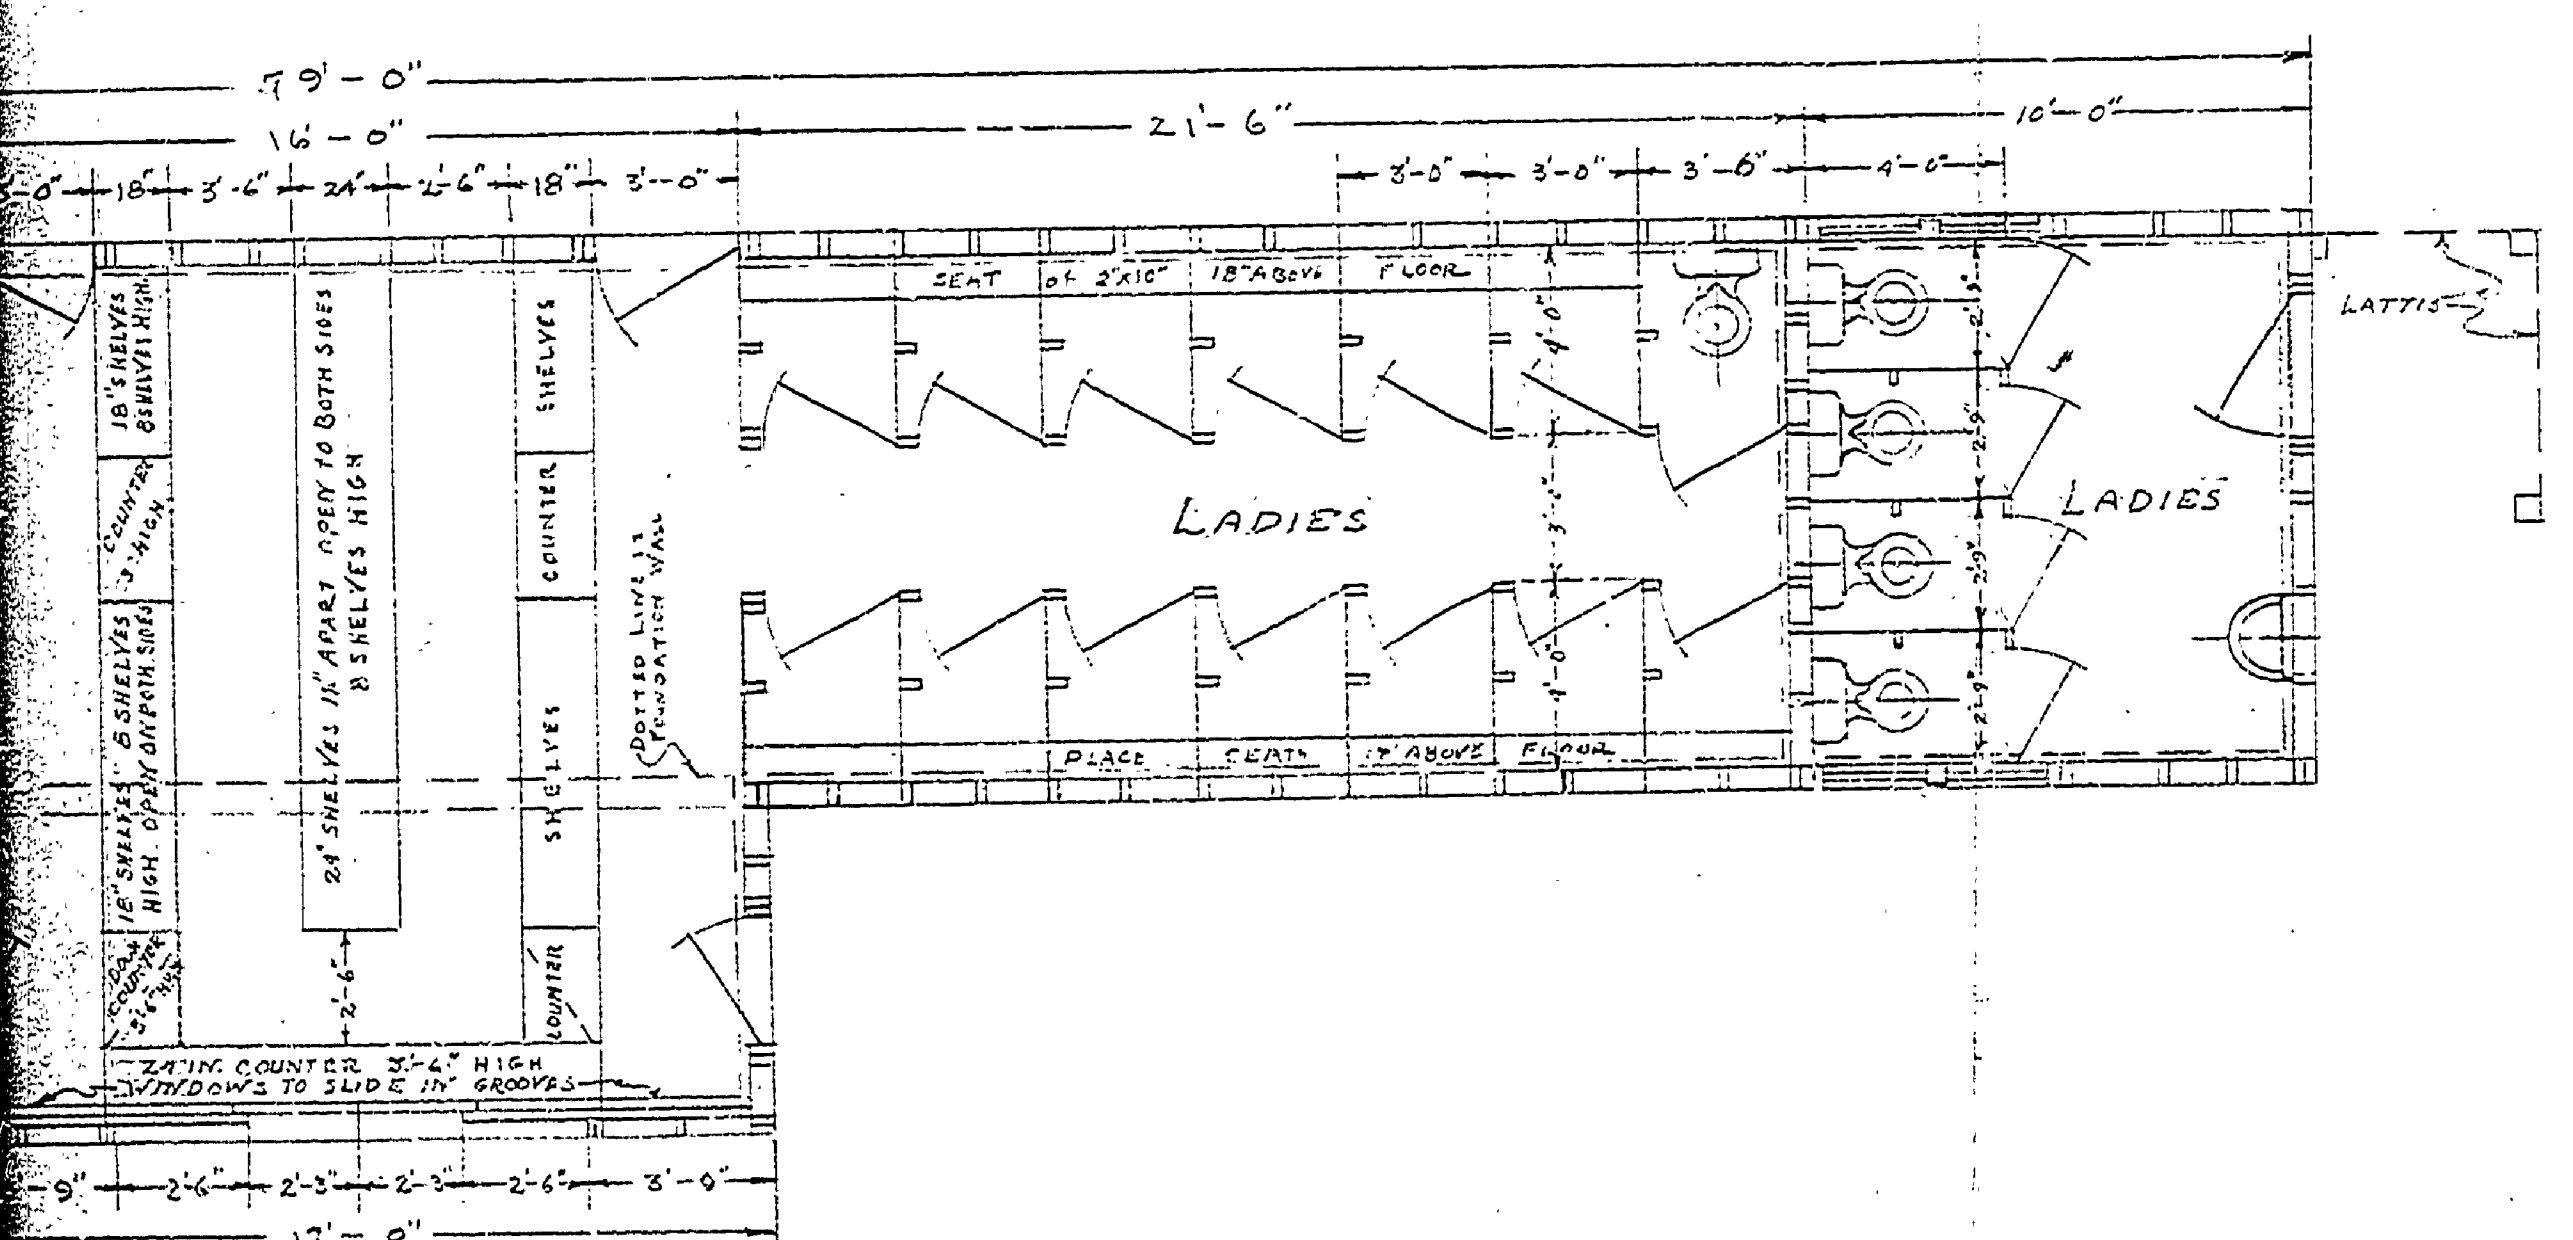 79'-0"
16'-0"
21'-6"
10'-0"
18"
3'-6"
24"
2'-6"
18"
3'-0"
3'-0"
3'-0"
3'-6"
4'-0"
SEAT of 2"X10" 18" ABOVE FLOOR
LATTIS
18" SHELVES
8 SHELVES HIGH
COUNTER
HIGH
18" SHELVES 8 SHELVES
HIGH. OPEN ON BOTH SIDES
COUNTER
24" SHELVES 18" APART OPEN TO BOTH SIDES
8 SHELVES HIGH
2'-6"
SHELVES
COUNTER
SHELVES
COUNTER
DOTTED LINE IS
FOUNDATION WALL
4'-0"
3'-6"
4'-0"
LADIES
2'-9"
2'-9"
2'-9"
2'-9"
LADIES
PLACE SEATS 17" ABOVE FLOOR
24 IN. COUNTER 3'-6" HIGH
WINDOWS TO SLIDE IN GROOVES
9"
2'-6"
2'-3"
2'-3"
2'-6"
3'-0"